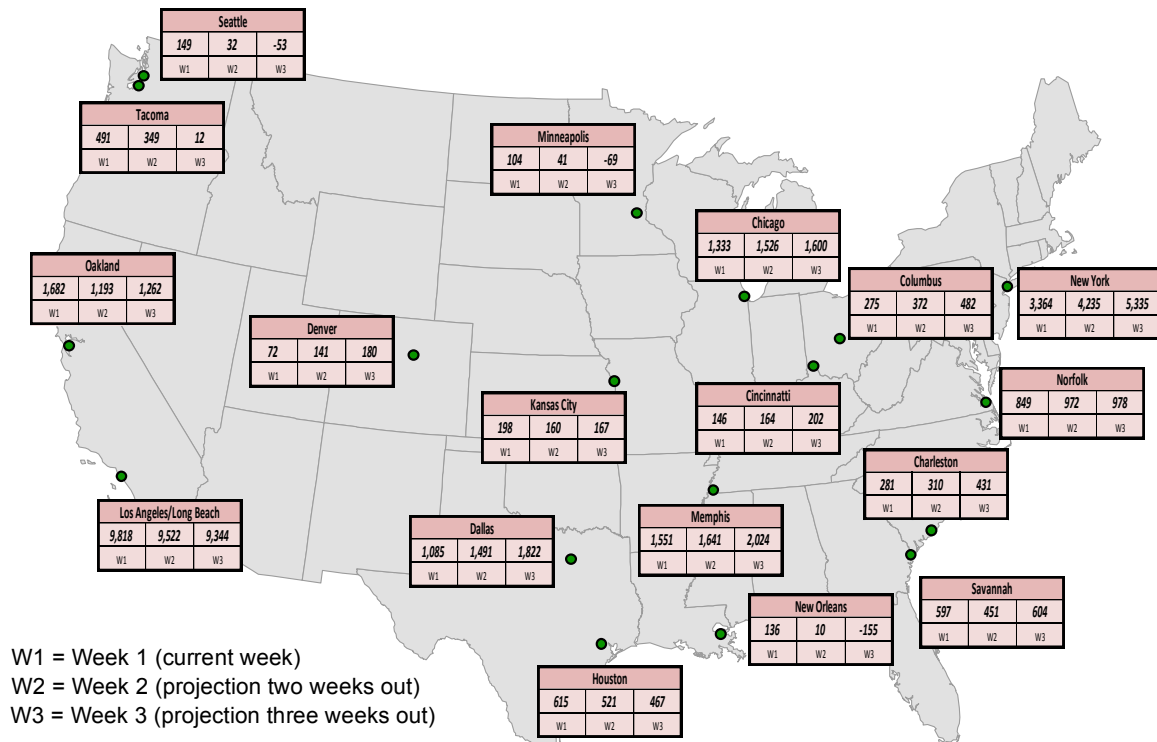 Seattle
149 32 -53
W1 W2 W3
Tacoma
491 349 12
W1 W2 W3
Minneapolis
104 41 -69
W1 W2 W3
Chicago
1,333 1,526 1,600
W1 W2 W3
Oakland
1,682 1,193 1,262
W1 W2 W3
Columbus
275 372 482
W1 W2 W3
New York
3,364 4,235 5,335
W1 W2 W3
Denver
72 141 180
W1 W2 W3
Norfolk
849 972 978
W1 W2 W3
Kansas City
198 160 167
W1 W2 W3
Cincinnatti
146 164 202
W1 W2 W3
Charleston
281 310 431
W1 W2 W3
Los Angeles/Long Beach
9,818 9,522 9,344
W1 W2 W3
Dallas
1,085 1,491 1,822
W1 W2 W3
Memphis
1,551 1,641 2,024
W1 W2 W3
Savannah
597 451 604
W1 W2 W3
New Orleans
136 10 -155
W1 W2 W3
Houston
615 521 467
W1 W2 W3
W1 = Week 1 (current week)
W2 = Week 2 (projection two weeks out)
W3 = Week 3 (projection three weeks out)